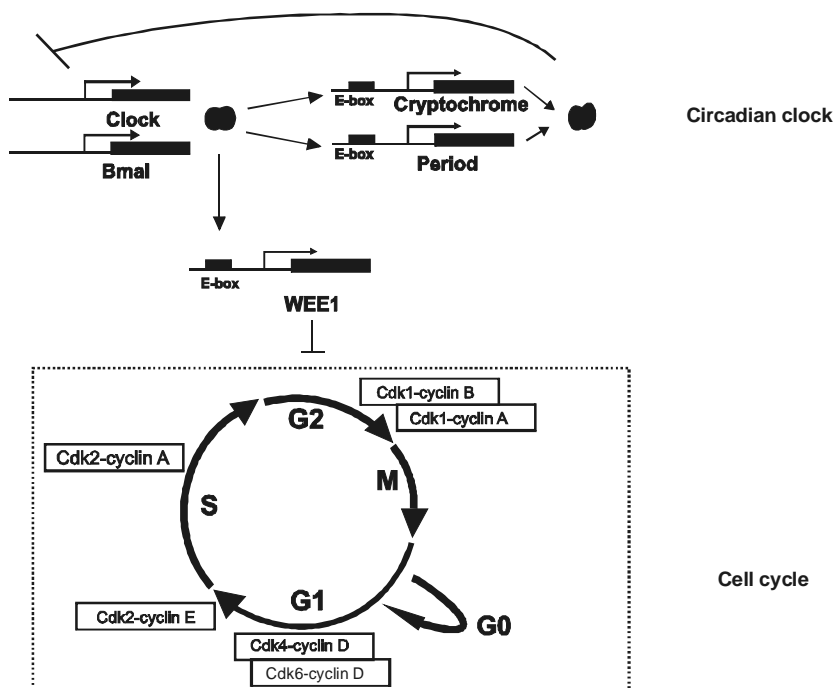 E-box
Cryptochrome
Clock
Circadian clock
E-box
Bmal
Period
E-box
WEE1
Cdk1-cyclin B
G2
Cdk1-cyclin A
Cdk2-cyclin A
M
S
Cell cycle
G1
Cdk2-cyclin E
G0
Cdk4-cyclin D
Cdk6-cyclin D